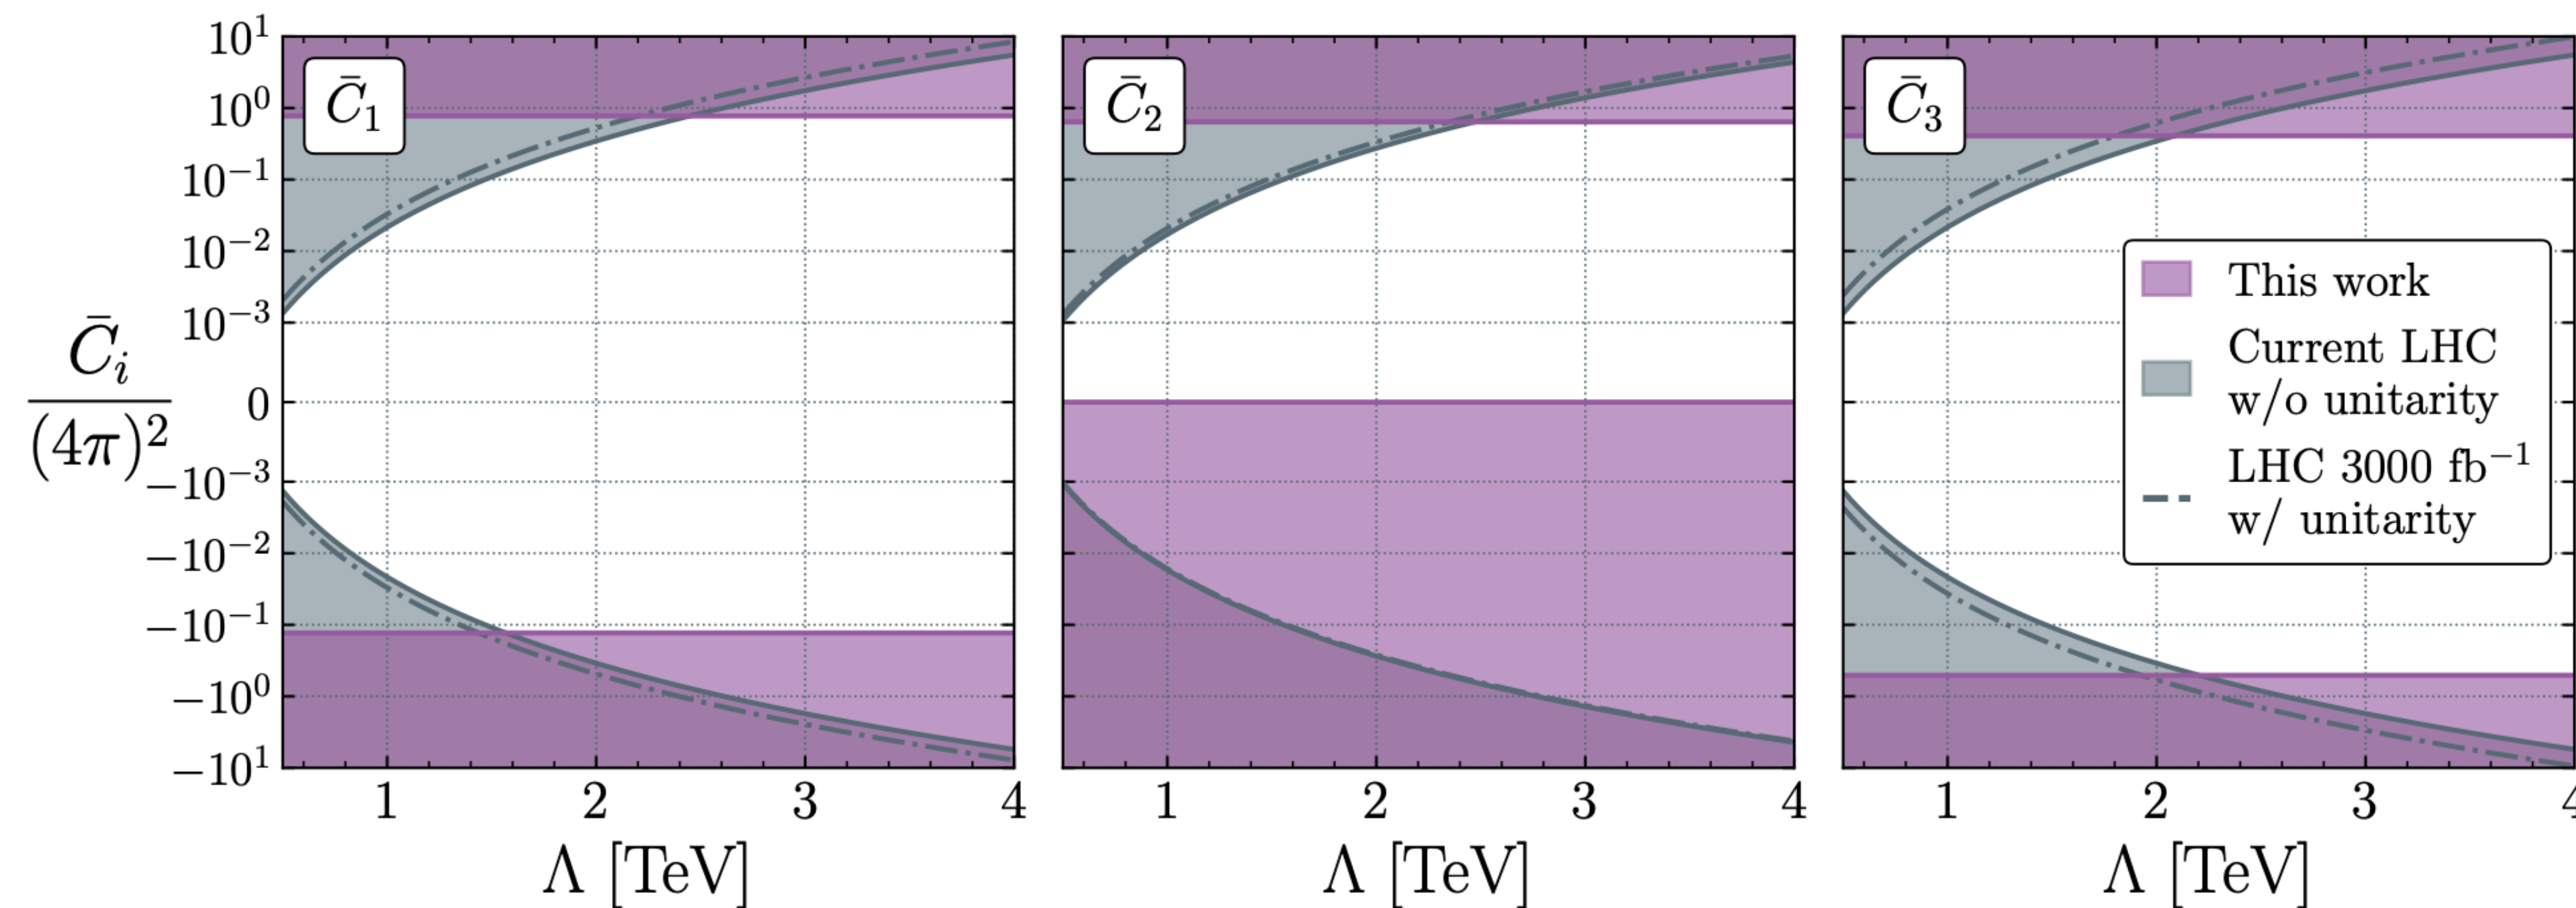 C̄₁
C̄₂
C̄₃
10¹
10⁰
10⁻¹
10⁻²
10⁻³
0
−10⁻³
−10⁻²
−10⁻¹
−10⁰
−10¹
C̄ᵢ
(4π)²
This work
Current LHC
w/o unitarity
LHC 3000 fb⁻¹
w/ unitarity
1 2 3 4
1 2 3 4
1 2 3 4
Λ [TeV]
Λ [TeV]
Λ [TeV]